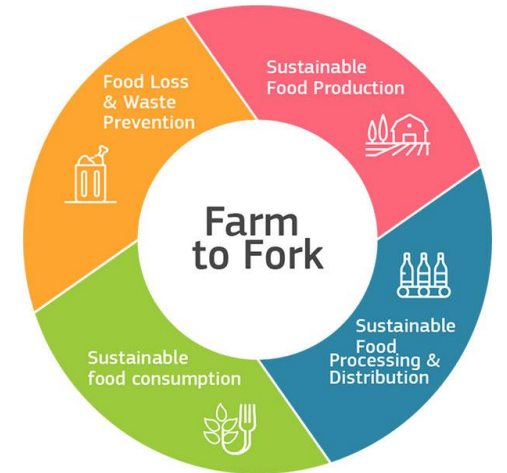 Farm
to Fork
Sustainable
Food Production
Sustainable
Food
Processing &
Distribution
Sustainable
food consumption
Food Loss
& Waste
Prevention